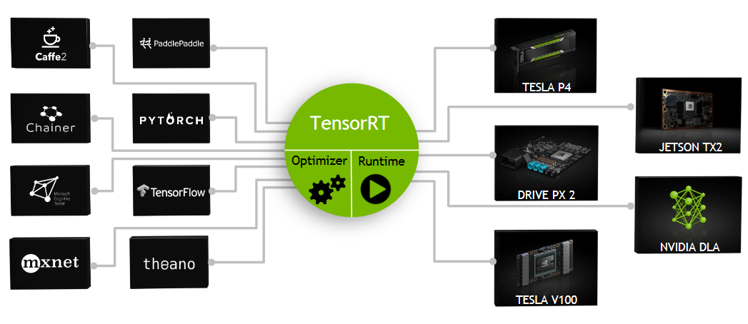 Caffe2
PaddlePaddle
Chainer
PYTORCH
Microsoft
Cognitive
Toolkit
TensorFlow
mxnet
theano
TensorRT
Optimizer
Runtime
TESLA
TESLA P4
JETSON TX2
DRIVE PX 2
NVIDIA DLA
TESLA V100